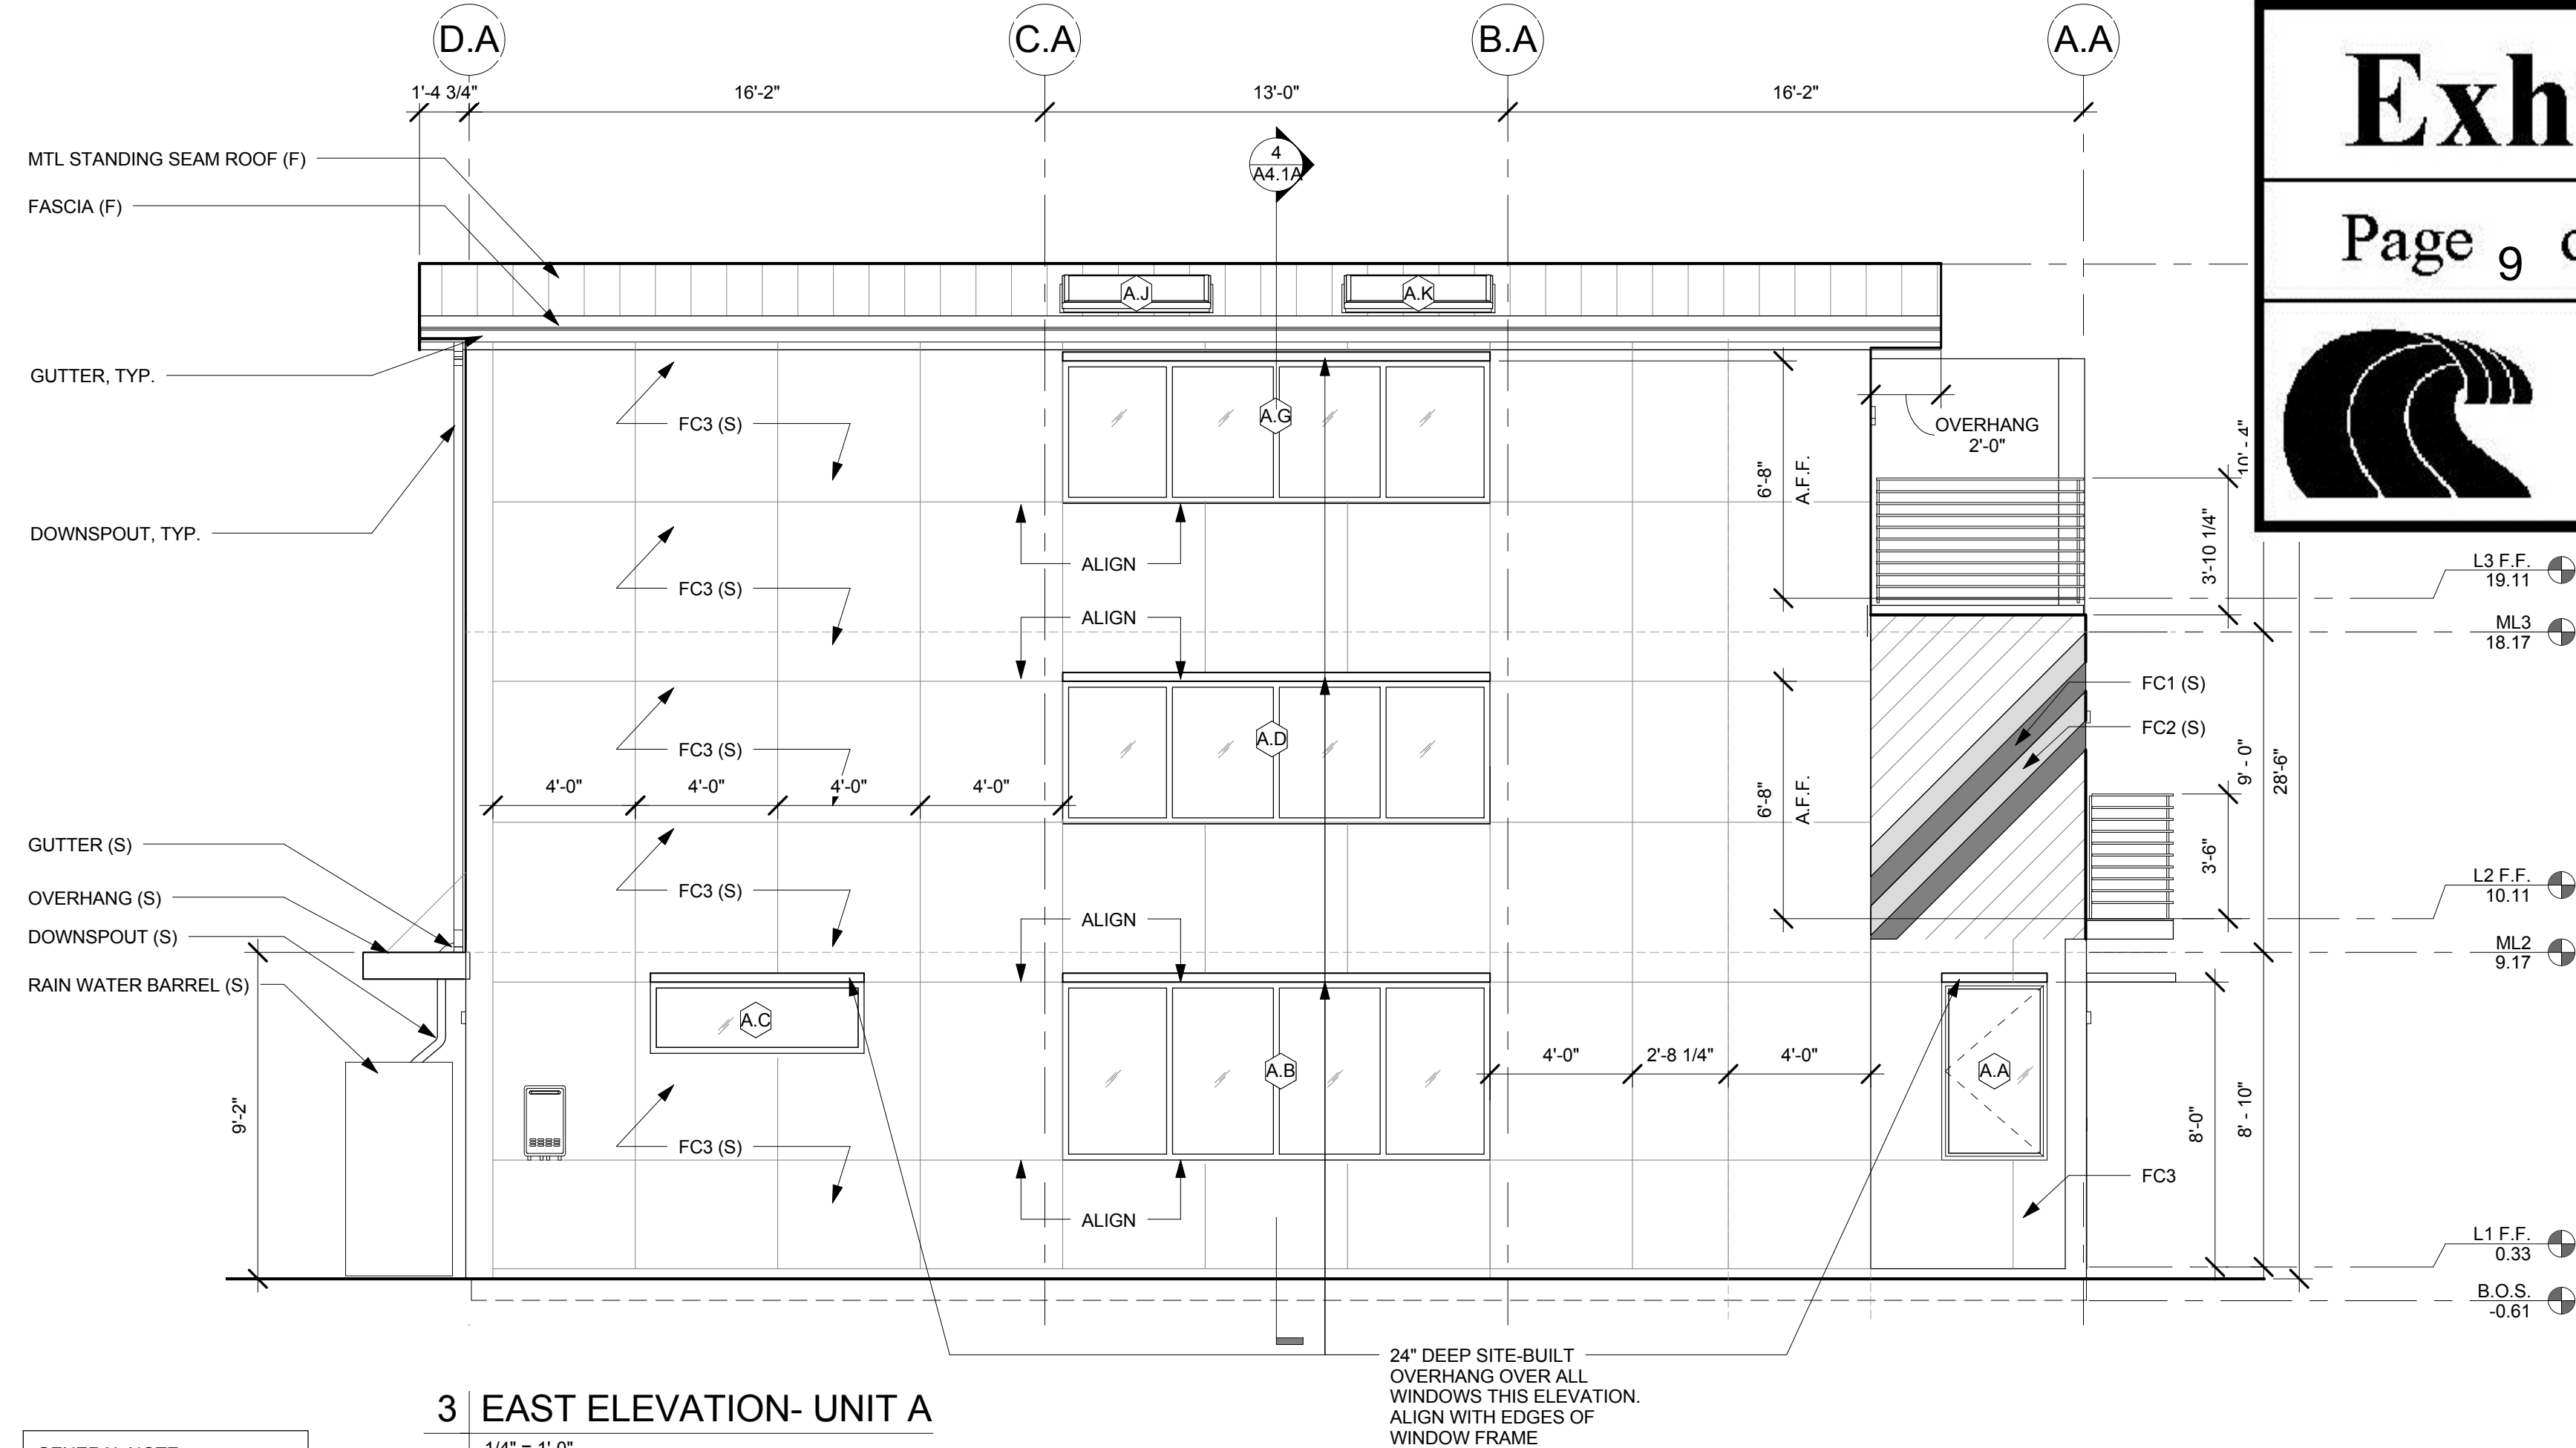 D.A
C.A
B.A
A.A
Exh
Page 9
1'-4 3/4"
16'-2"
13'-0"
16'-2"
4
A4.1A
MTL STANDING SEAM ROOF (F)
FASCIA (F)
GUTTER, TYP.
DOWNSPOUT, TYP.
GUTTER (S)
OVERHANG (S)
DOWNSPOUT (S)
RAIN WATER BARREL (S)
9'-2"
A.J
A.K
A.G
A.D
A.C
A.B
A.A
FC3 (S)
FC3 (S)
FC3 (S)
FC3 (S)
FC3 (S)
ALIGN
ALIGN
ALIGN
ALIGN
4'-0"
4'-0"
4'-0"
4'-0"
6'-8"
A.F.F.
6'-8"
A.F.F.
4'-0"
2'-8 1/4"
4'-0"
OVERHANG
2'-0"
10' - 4"
3'-10 1/4"
FC1 (S)
FC2 (S)
9' - 0"
28'-6"
3'-6"
8'-0"
8' - 10"
FC3
L3 F.F.
19.11
ML3
18.17
L2 F.F.
10.11
ML2
9.17
L1 F.F.
0.33
B.O.S.
-0.61
24" DEEP SITE-BUILT
OVERHANG OVER ALL
WINDOWS THIS ELEVATION.
ALIGN WITH EDGES OF
WINDOW FRAME
3 EAST ELEVATION- UNIT A
1/4" = 1'-0"